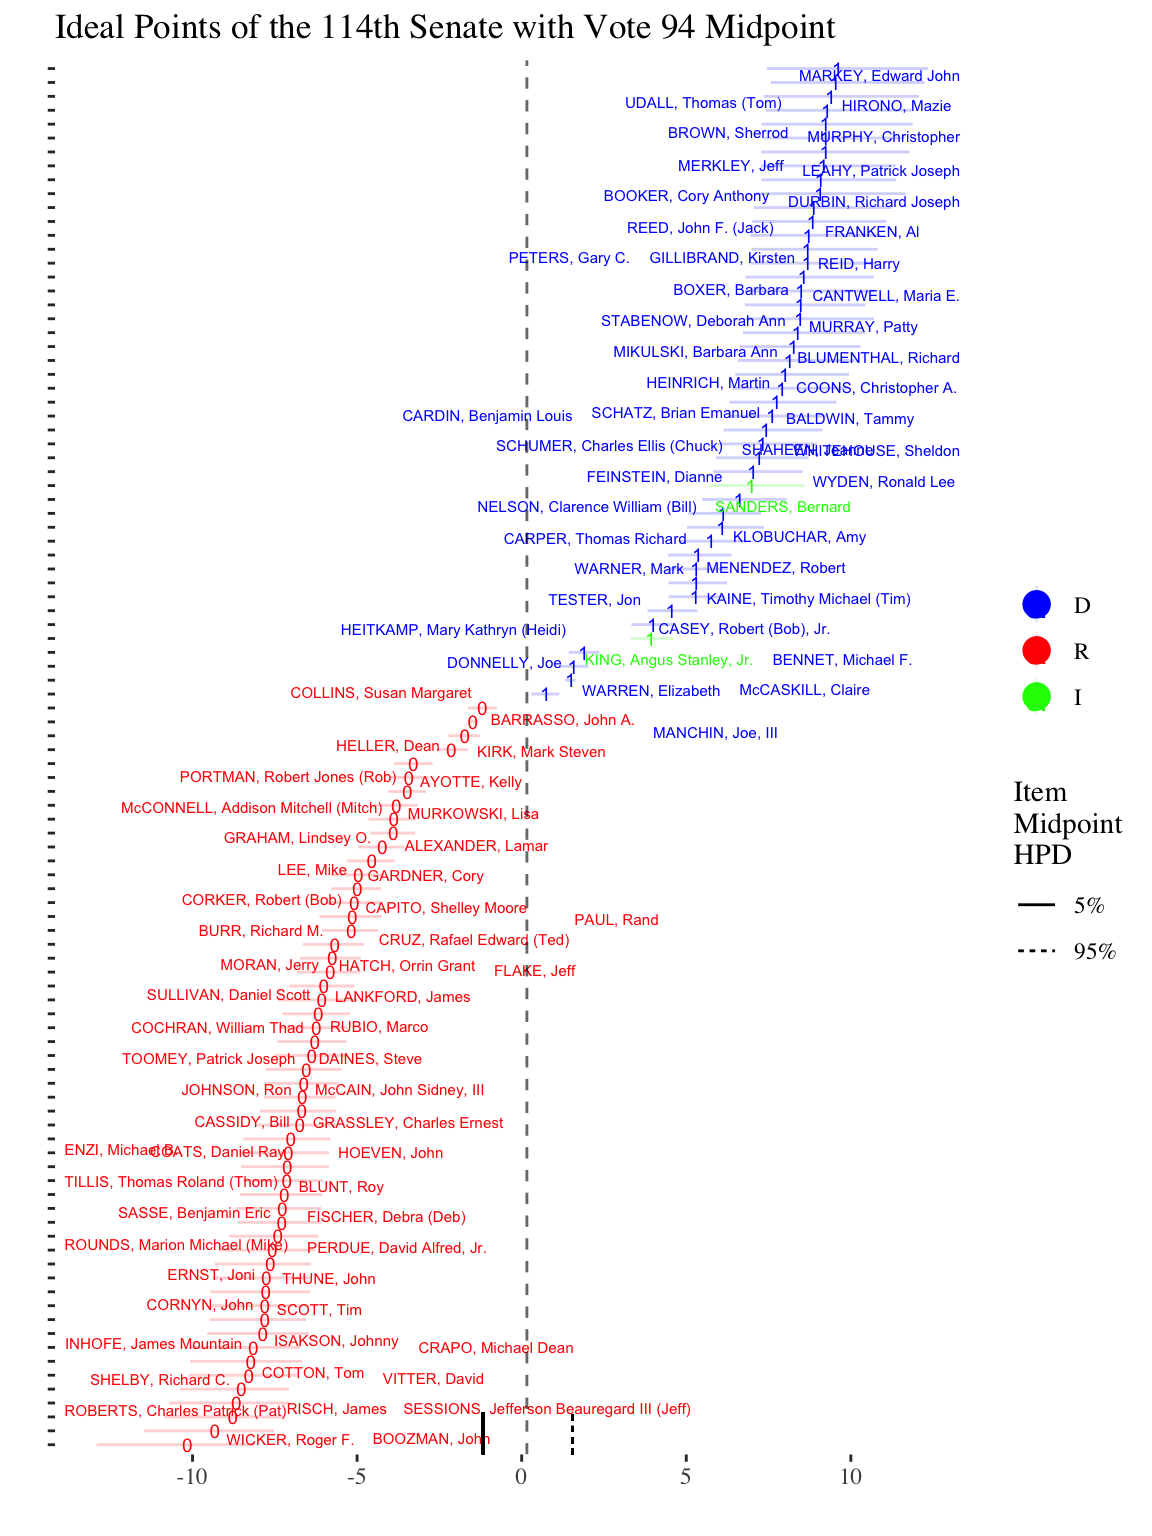 Ideal Points of the 114th Senate with Vote 94 Midpoint
MARKEY, Edward John
UDALL, Thomas (Tom) HIRONO, Mazie
BROWN, Sherrod MURPHY, Christopher
MERKLEY, Jeff LEAHY, Patrick Joseph
BOOKER, Cory Anthony DURBIN, Richard Joseph
REED, John F. (Jack) FRANKEN, Al
PETERS, Gary C. GILLIBRAND, Kirsten REID, Harry
BOXER, Barbara CANTWELL, Maria E.
STABENOW, Deborah Ann MURRAY, Patty
MIKULSKI, Barbara Ann BLUMENTHAL, Richard
HEINRICH, Martin COONS, Christopher A.
CARDIN, Benjamin Louis SCHATZ, Brian Emanuel BALDWIN, Tammy
SCHUMER, Charles Ellis (Chuck) SHAHEEN, Jeanne WHITEHOUSE, Sheldon
FEINSTEIN, Dianne WYDEN, Ronald Lee
NELSON, Clarence William (Bill) SANDERS, Bernard
CARPER, Thomas Richard KLOBUCHAR, Amy
WARNER, Mark MENENDEZ, Robert
TESTER, Jon KAINE, Timothy Michael (Tim)
HEITKAMP, Mary Kathryn (Heidi) CASEY, Robert (Bob), Jr.
DONNELLY, Joe KING, Angus Stanley, Jr. BENNET, Michael F.
COLLINS, Susan Margaret WARREN, Elizabeth McCASKILL, Claire
BARRASSO, John A.
MANCHIN, Joe, III
HELLER, Dean KIRK, Mark Steven
PORTMAN, Robert Jones (Rob) AYOTTE, Kelly
McCONNELL, Addison Mitchell (Mitch) MURKOWSKI, Lisa
GRAHAM, Lindsey O. ALEXANDER, Lamar
LEE, Mike GARDNER, Cory
CORKER, Robert (Bob) CAPITO, Shelley Moore
PAUL, Rand
BURR, Richard M. CRUZ, Rafael Edward (Ted)
MORAN, Jerry HATCH, Orrin Grant FLAKE, Jeff
SULLIVAN, Daniel Scott LANKFORD, James
COCHRAN, William Thad RUBIO, Marco
TOOMEY, Patrick Joseph DAINES, Steve
JOHNSON, Ron McCAIN, John Sidney, III
CASSIDY, Bill GRASSLEY, Charles Ernest
ENZI, Michael B. COATS, Daniel Ray HOEVEN, John
TILLIS, Thomas Roland (Thom) BLUNT, Roy
SASSE, Benjamin Eric FISCHER, Debra (Deb)
ROUNDS, Marion Michael (Mike) PERDUE, David Alfred, Jr.
ERNST, Joni THUNE, John
CORNYN, John SCOTT, Tim
INHOFE, James Mountain ISAKSON, Johnny CRAPO, Michael Dean
SHELBY, Richard C. COTTON, Tom VITTER, David
ROBERTS, Charles Patrick (Pat) RISCH, James SESSIONS, Jefferson Beauregard III (Jeff)
WICKER, Roger F. BOOZMAN, John
-10 -5 0 5 10
D
R
I
Item
Midpoint
HPD
5%
95%